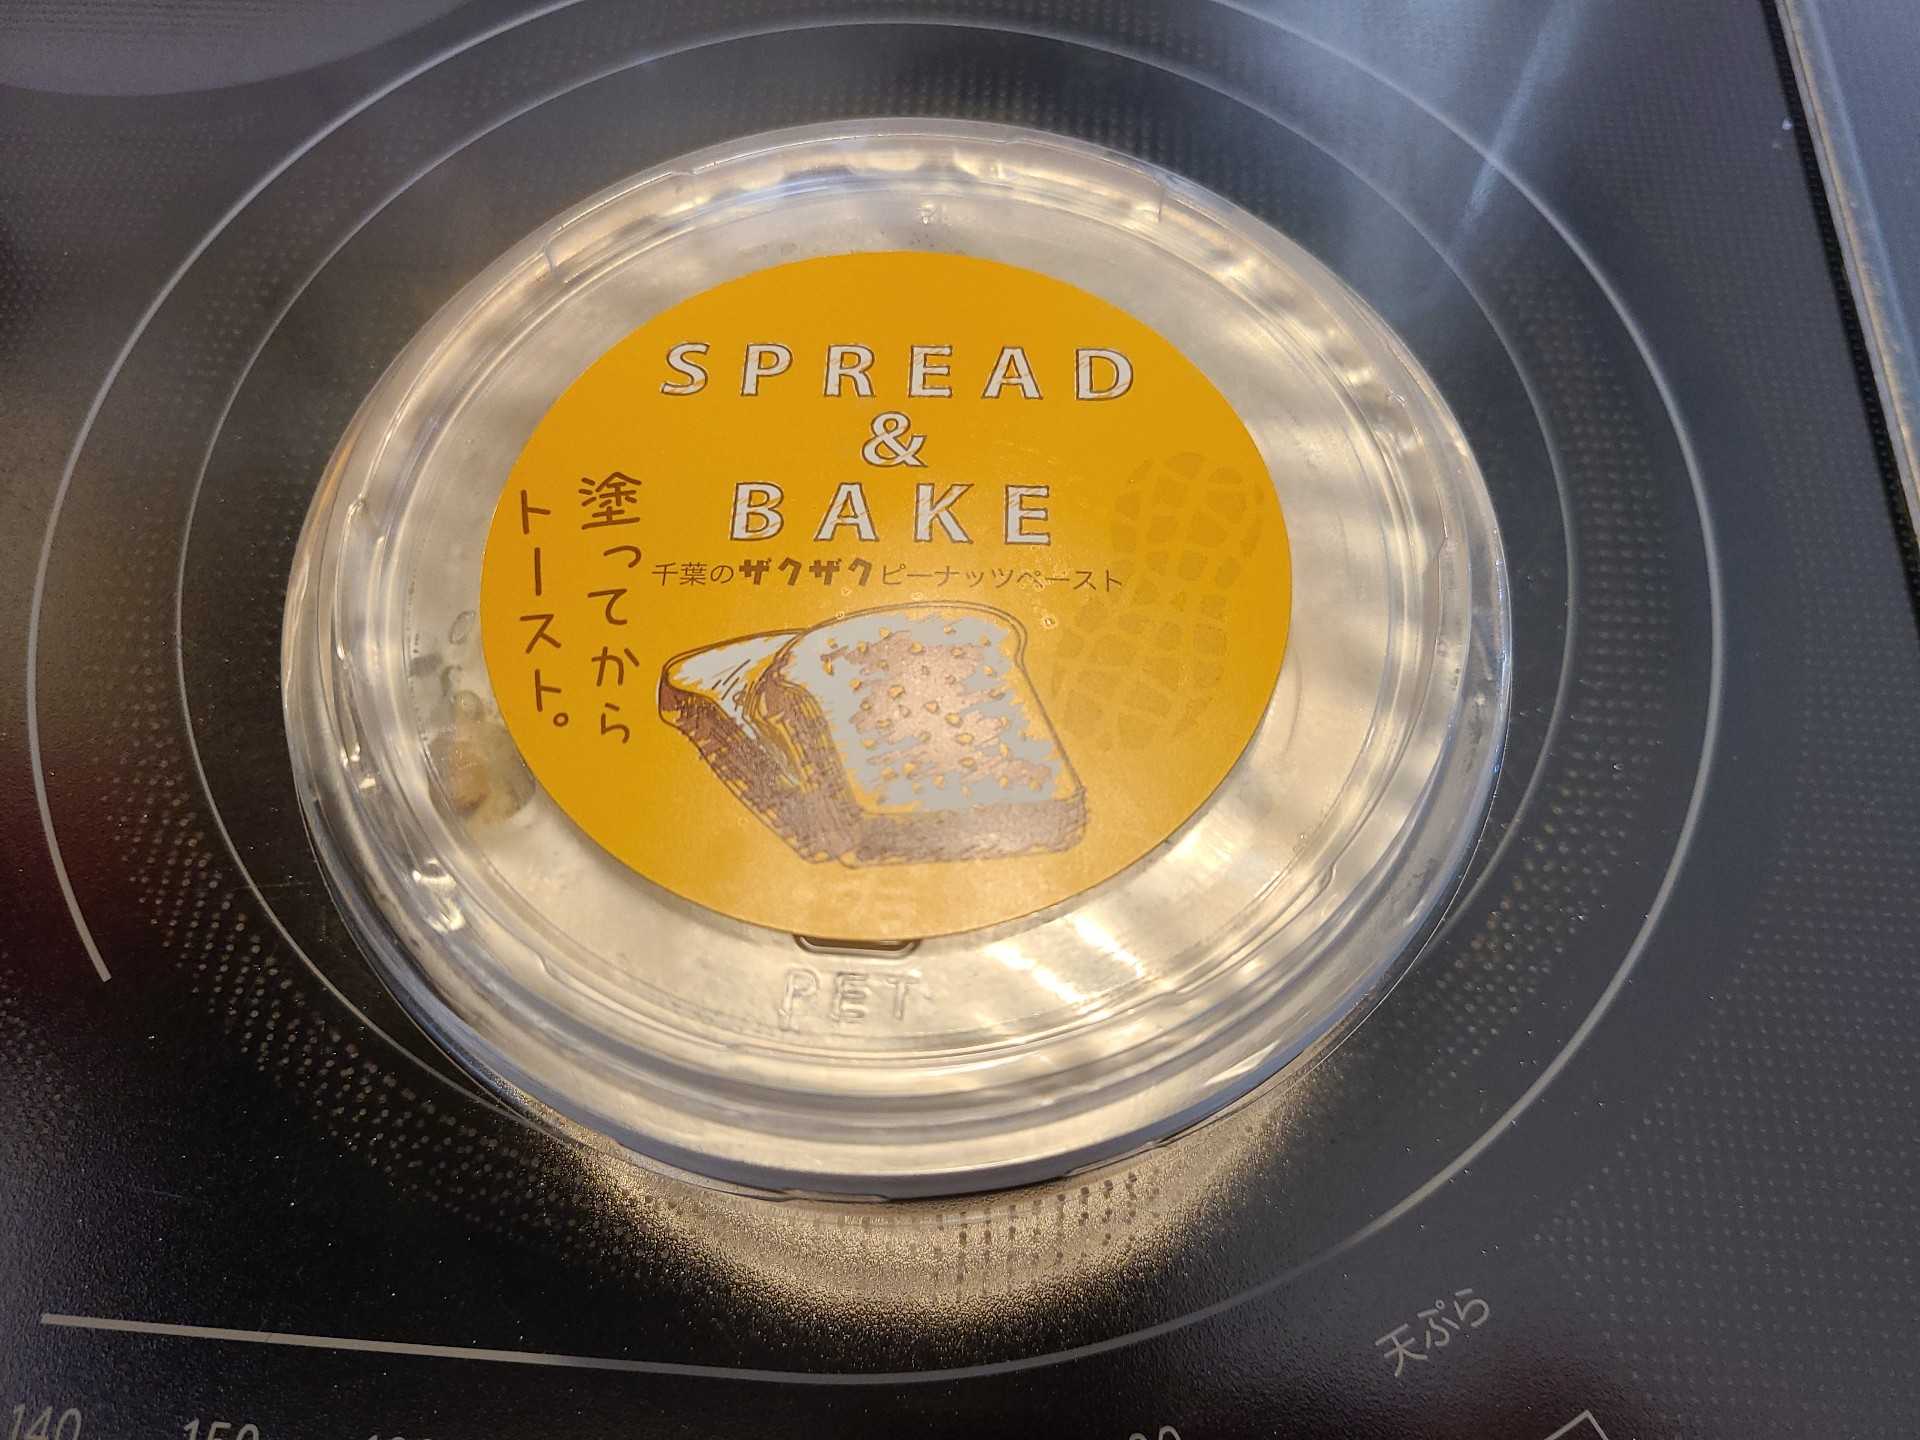 SPREAD
&
BAKE
千葉のザクザクピーナッツペースト
塗ってから
トースト。
PET
天ぷら
140
150